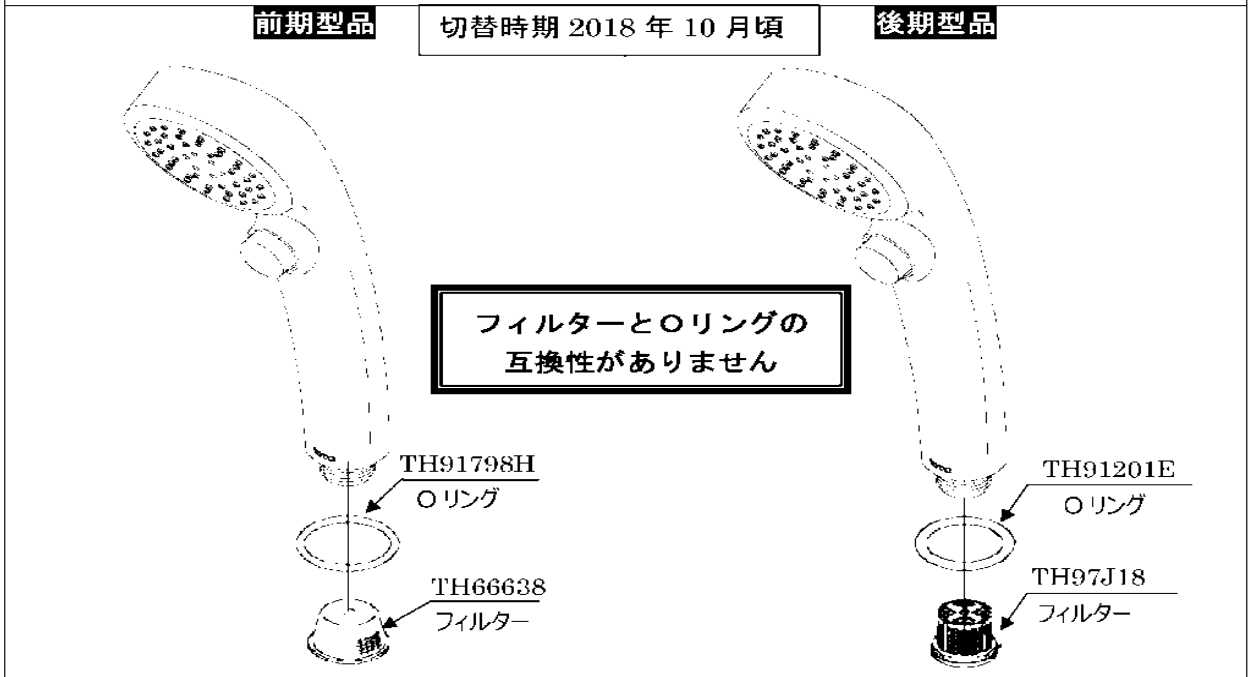 前期型品
切替時期 2018 年 10 月頃
後期型品
フィルターとOリングの
互換性がありません
TH91798H
O リング
TH66638
フィルター
TH91201E
O リング
TH97J18
フィルター